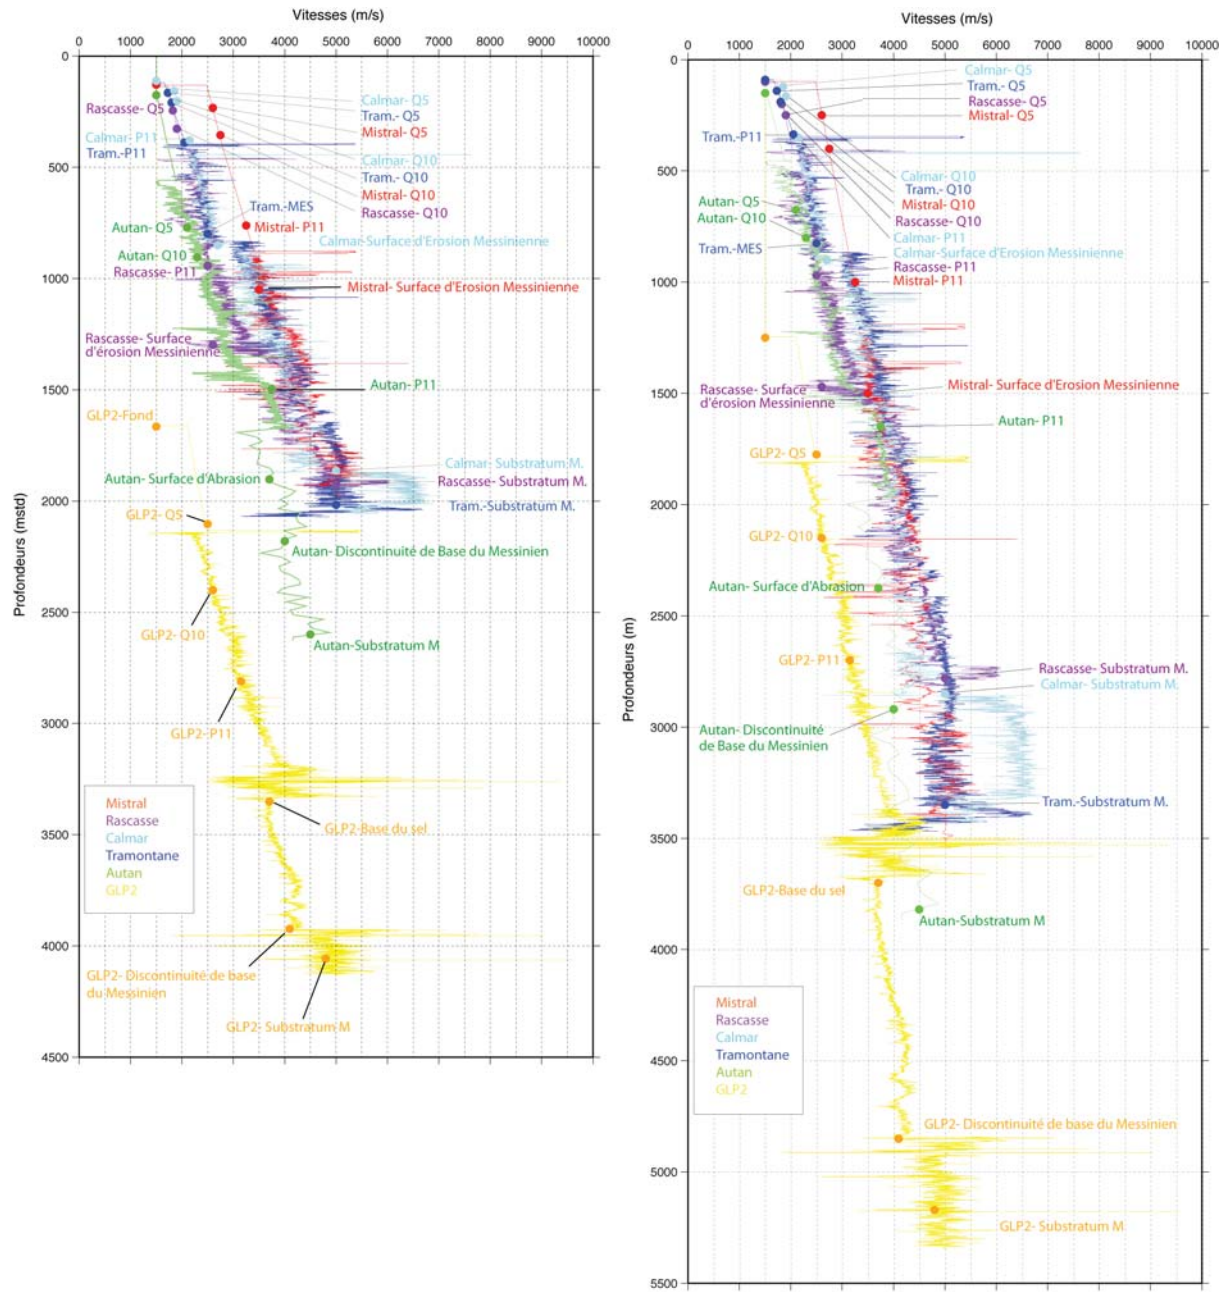 Vitesses (m/s)
0 1000 2000 3000 4000 5000 6000 7000 8000 9000 10000
0
500
1000
1500
2000
2500
3000
3500
4000
4500
Profondeurs (mstd)
Rascasse- Q5
Calmar- Q5
Tram.- Q5
Mistral- Q5
Calmar- P11
Tram.-P11
Calmar- Q10
Tram.- Q10
Mistral- Q10
Rascasse- Q10
Tram.-MES
Mistral- P11
Autan- Q5
Calmar-Surface d'Erosion Messinienne
Autan- Q10
Rascasse- P11
Mistral- Surface d'Erosion Messinienne
Rascasse- Surface
d'érosion Messinienne
Autan- P11
GLP2-Fond
Calmar- Substratum M.
Autan- Surface d'Abrasion
Rascasse- Substratum M.
Tram.-Substratum M.
GLP2- Q5
Autan- Discontinuité de Base du Messinien
GLP2- Q10
Autan-Substratum M
GLP2- P11
GLP2-Base du sel
Mistral
Rascasse
Calmar
Tramontane
Autan
GLP2
GLP2- Discontinuité de base
du Messinien
GLP2- Substratum M
Vitesses (m/s)
0 1000 2000 3000 4000 5000 6000 7000 8000 9000 10000
0
500
1000
1500
2000
2500
3000
3500
4000
4500
5000
5500
Profondeurs (m)
Calmar- Q5
Tram.- Q5
Rascasse- Q5
Mistral- Q5
Tram.-P11
Calmar- Q10
Tram.- Q10
Mistral- Q10
Rascasse- Q10
Autan- Q5
Autan- Q10
Calmar- P11
Tram.-MES
Calmar-Surface d'Erosion Messinienne
Rascasse- P11
Mistral- P11
Rascasse- Surface
d'érosion Messinienne
Mistral- Surface d'Erosion Messinienne
Autan- P11
GLP2- Q5
GLP2- Q10
Autan- Surface d'Abrasion
GLP2- P11
Rascasse- Substratum M.
Calmar- Substratum M.
Autan- Discontinuité
de Base du Messinien
Tram.-Substratum M.
GLP2-Base du sel
Autan-Substratum M
Mistral
Rascasse
Calmar
Tramontane
Autan
GLP2
GLP2- Discontinuité de base du Messinien
GLP2- Substratum M